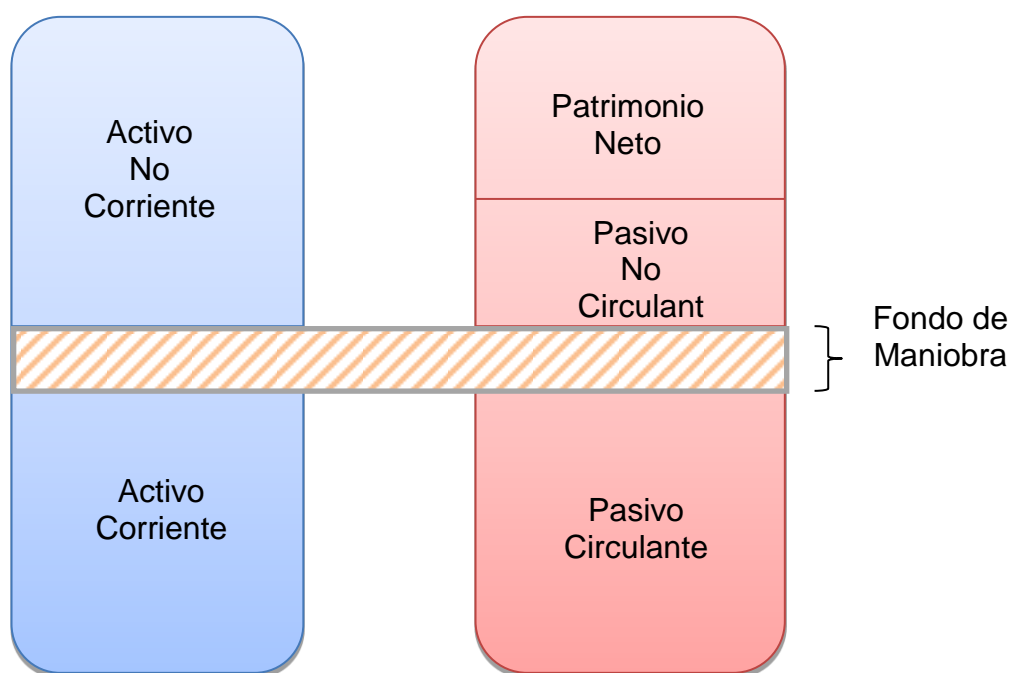 Activo
No
Corriente
Patrimonio
Neto
Pasivo
No
Circulant
Fondo de
Maniobra
Activo
Corriente
Pasivo
Circulante